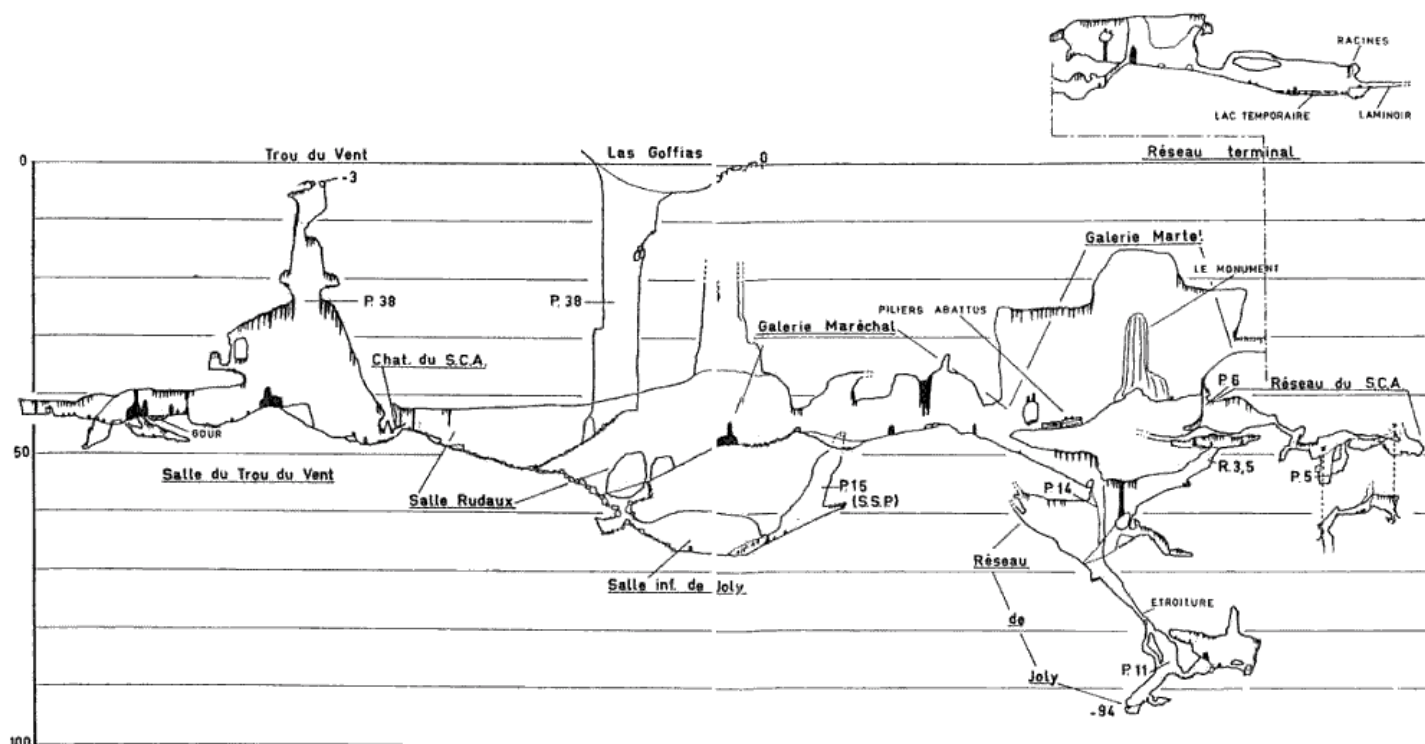 RACINES
LAC TEMPORAIRE
LAMINOIR
0
Trou du Vent
Las Goffias
0
Réseau terminal
-3
Galerie Martel
LE MONUMENT
P. 38
P. 38
PILIERS ABATTUS
Galerie Maréchal
Chat. du S.C.A.
P. 6
Réseau du S.C.A
GOUR
50
Salle du Trou du Vent
Salle Rudaux
P. 15
(S.S.P.)
P. 14
R. 3,5
P. 5
Réseau
Salle inf. de Joly
ETROITURE
de
P. 11
Joly
-94
100